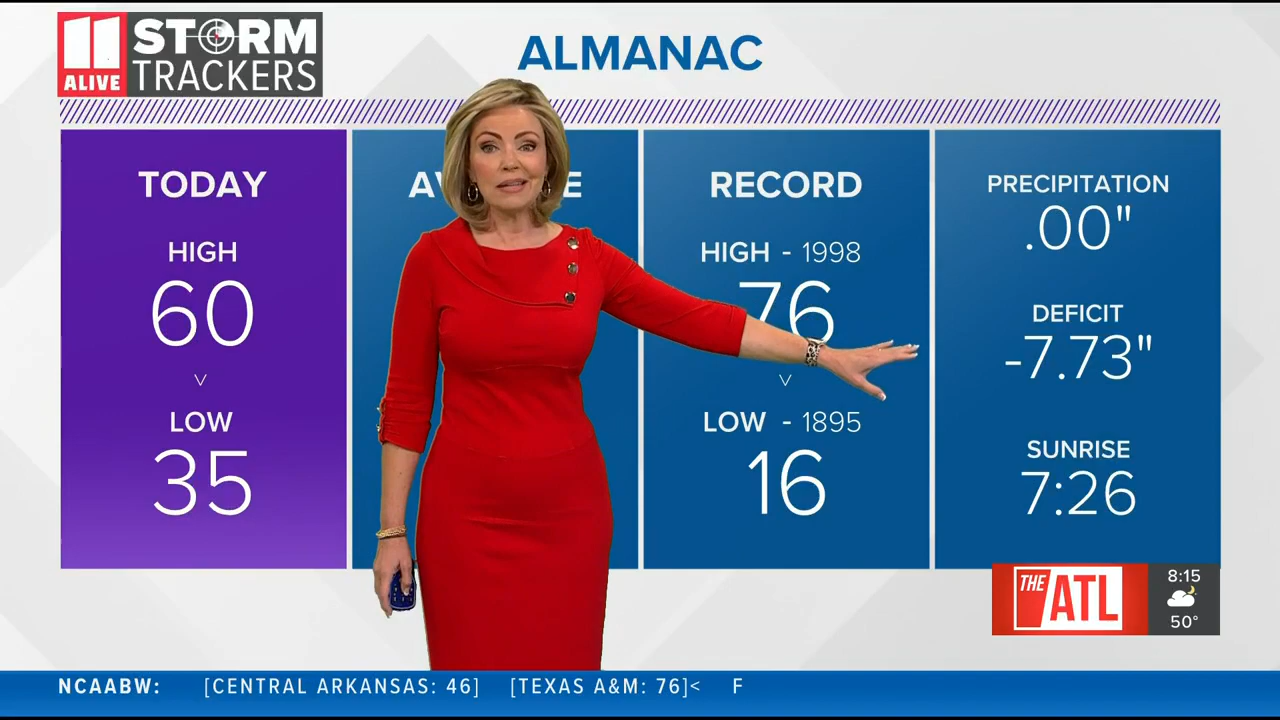 11
ALIVE
STORM
TRACKERS
ALMANAC
TODAY
HIGH
60
LOW
35
RECORD
HIGH - 1998
76
LOW - 1895
16
PRECIPITATION
.00"
DEFICIT
-7.73"
SUNRISE
7:26
THE
ATL
8:15
50°
NCAABW: [CENTRAL ARKANSAS: 46] [TEXAS A&M: 76]< F